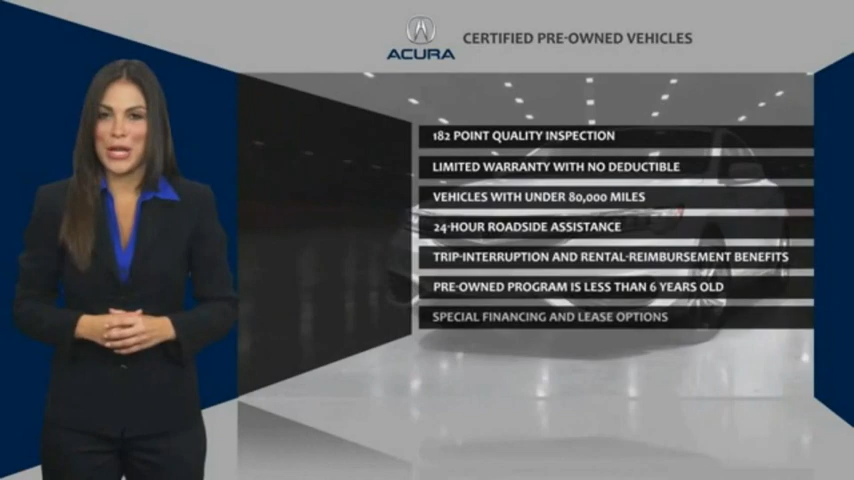 ACURA
CERTIFIED PRE-OWNED VEHICLES
182 POINT QUALITY INSPECTION
LIMITED WARRANTY WITH NO DEDUCTIBLE
VEHICLES WITH UNDER 80,000 MILES
24-HOUR ROADSIDE ASSISTANCE
TRIP-INTERRUPTION AND RENTAL-REIMBURSEMENT BENEFITS
PRE-OWNED PROGRAM IS LESS THAN 6 YEARS OLD
SPECIAL FINANCING AND LEASE OPTIONS